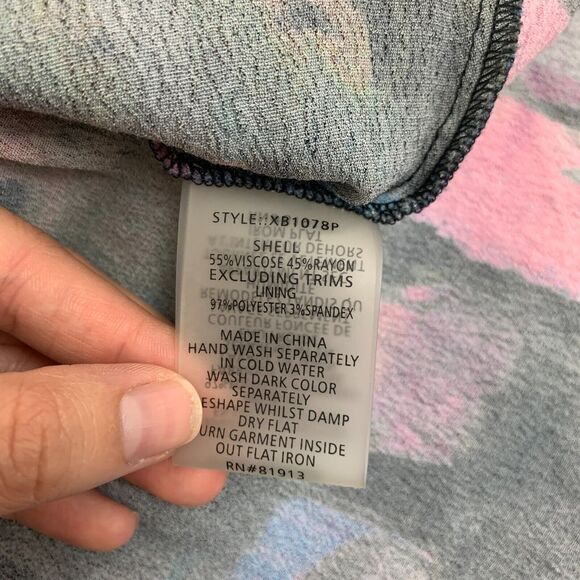 STYLE::XB1078P
SHELL
55%VISCOSE 45%RAYON
EXCLUDING TRIMS
LINING
97%POLYESTER 3%SPANDEX
MADE IN CHINA
HAND WASH SEPARATELY
IN COLD WATER
WASH DARK COLOR
SEPARATELY
ESHAPE WHILST DAMP
DRY FLAT
URN GARMENT INSIDE
OUT FLAT IRON
RN#81913